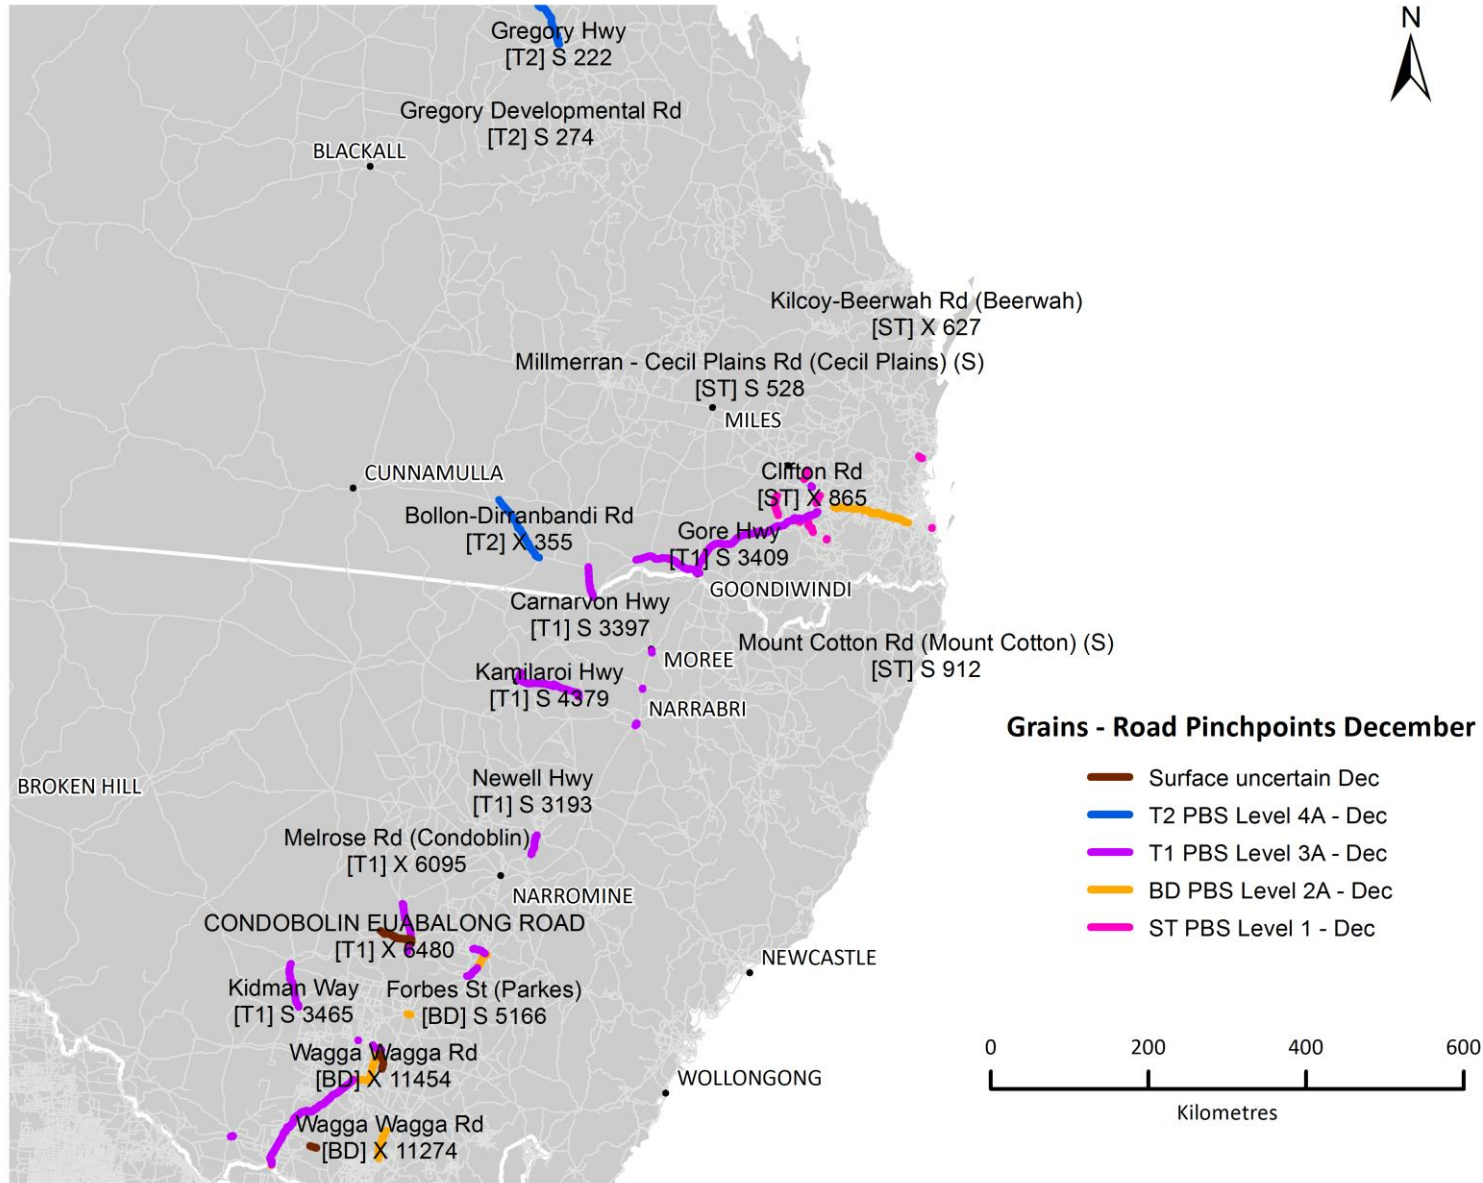 N
Gregory Hwy
[T2] S 222
Gregory Developmental Rd
[T2] S 274
BLACKALL
Kilcoy-Beerwah Rd (Beerwah)
[ST] X 627
Millmerran - Cecil Plains Rd (Cecil Plains) (S)
[ST] S 528
MILES
CUNNAMULLA
Clifton Rd
[ST] X 865
Bollon-Dirranbandi Rd
[T2] X 355
Gore Hwy
[T1] S 3409
GOONDIWINDI
Carnarvon Hwy
[T1] S 3397
Mount Cotton Rd (Mount Cotton) (S)
[ST] S 912
MOREE
Kamilaroi Hwy
[T1] S 4379
NARRABRI
Grains - Road Pinchpoints December
Surface uncertain Dec
T2 PBS Level 4A - Dec
T1 PBS Level 3A - Dec
BD PBS Level 2A - Dec
ST PBS Level 1 - Dec
BROKEN HILL
Newell Hwy
[T1] S 3193
Melrose Rd (Condoblin)
[T1] X 6095
NARROMINE
CONDOBOLIN EUABALONG ROAD
[T1] X 6480
NEWCASTLE
Kidman Way
[T1] S 3465
Forbes St (Parkes)
[BD] S 5166
Wagga Wagga Rd
[BD] X 11454
WOLLONGONG
Wagga Wagga Rd
[BD] X 11274
0 200 400 600
Kilometres